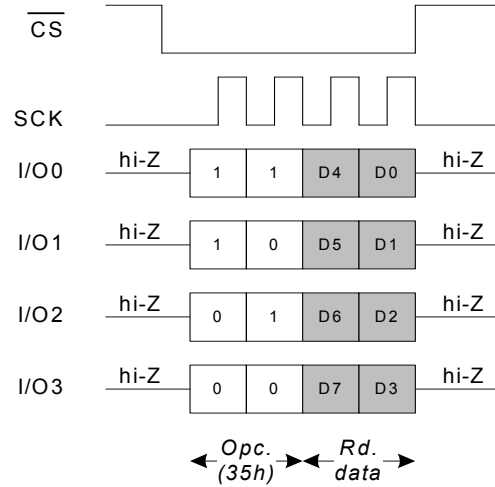 CS
SCK
hi-Z hi-Z
I/O0 1 1 D4 D0
hi-Z hi-Z
I/O1 1 0 D5 D1
hi-Z hi-Z
I/O2 0 1 D6 D2
hi-Z hi-Z
I/O3 0 0 D7 D3
Opc. Rd.
(35h) data